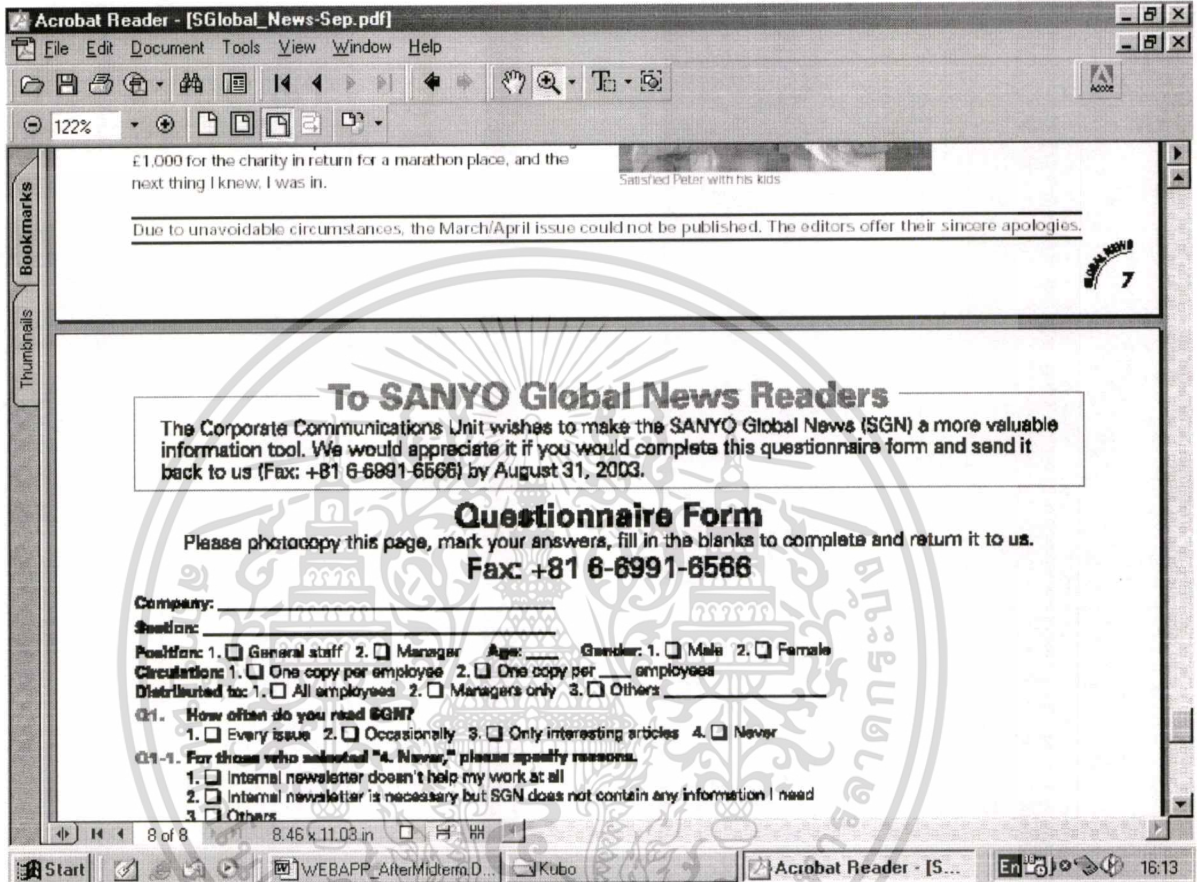 Acrobat Reader - [SGlobal_News-Sep.pdf]
File Edit Document Tools View Window Help
Adobe
122%
Bookmarks
Thumbnails
£1,000 for the charity in return for a marathon place, and the
next thing I knew, I was in.
Satisfied Peter with his kids
Due to unavoidable circumstances, the March/April issue could not be published. The editors offer their sincere apologies.
GLOBAL NEWS
7
To SANYO Global News Readers
The Corporate Communications Unit wishes to make the SANYO Global News (SGN) a more valuable
information tool. We would appreciate it if you would complete this questionnaire form and send it
back to us (Fax: +81 6-6991-6566) by August 31, 2003.
Questionnaire Form
Please photocopy this page, mark your answers, fill in the blanks to complete and return it to us.
Fax: +81 6-6991-6566
Company:
Section:
Position: 1. General staff 2. Manager Age: Gender: 1. Male 2. Female
Circulation: 1. One copy per employee 2. One copy per ___ employees
Distributed to: 1. All employees 2. Managers only 3. Others
Q1. How often do you read SGN?
1. Every issue 2. Occasionally 3. Only interesting articles 4. Never
Q1-1. For those who selected "4. Never," please specify reasons.
1. Internal newsletter doesn't help my work at all
2. Internal newsletter is necessary but SGN does not contain any information I need
3. Others
8 of 8 8.46 x 11.03 in
Start WEBAPP_AfterMidterm.D... Kubo Acrobat Reader - [S... En 16:13